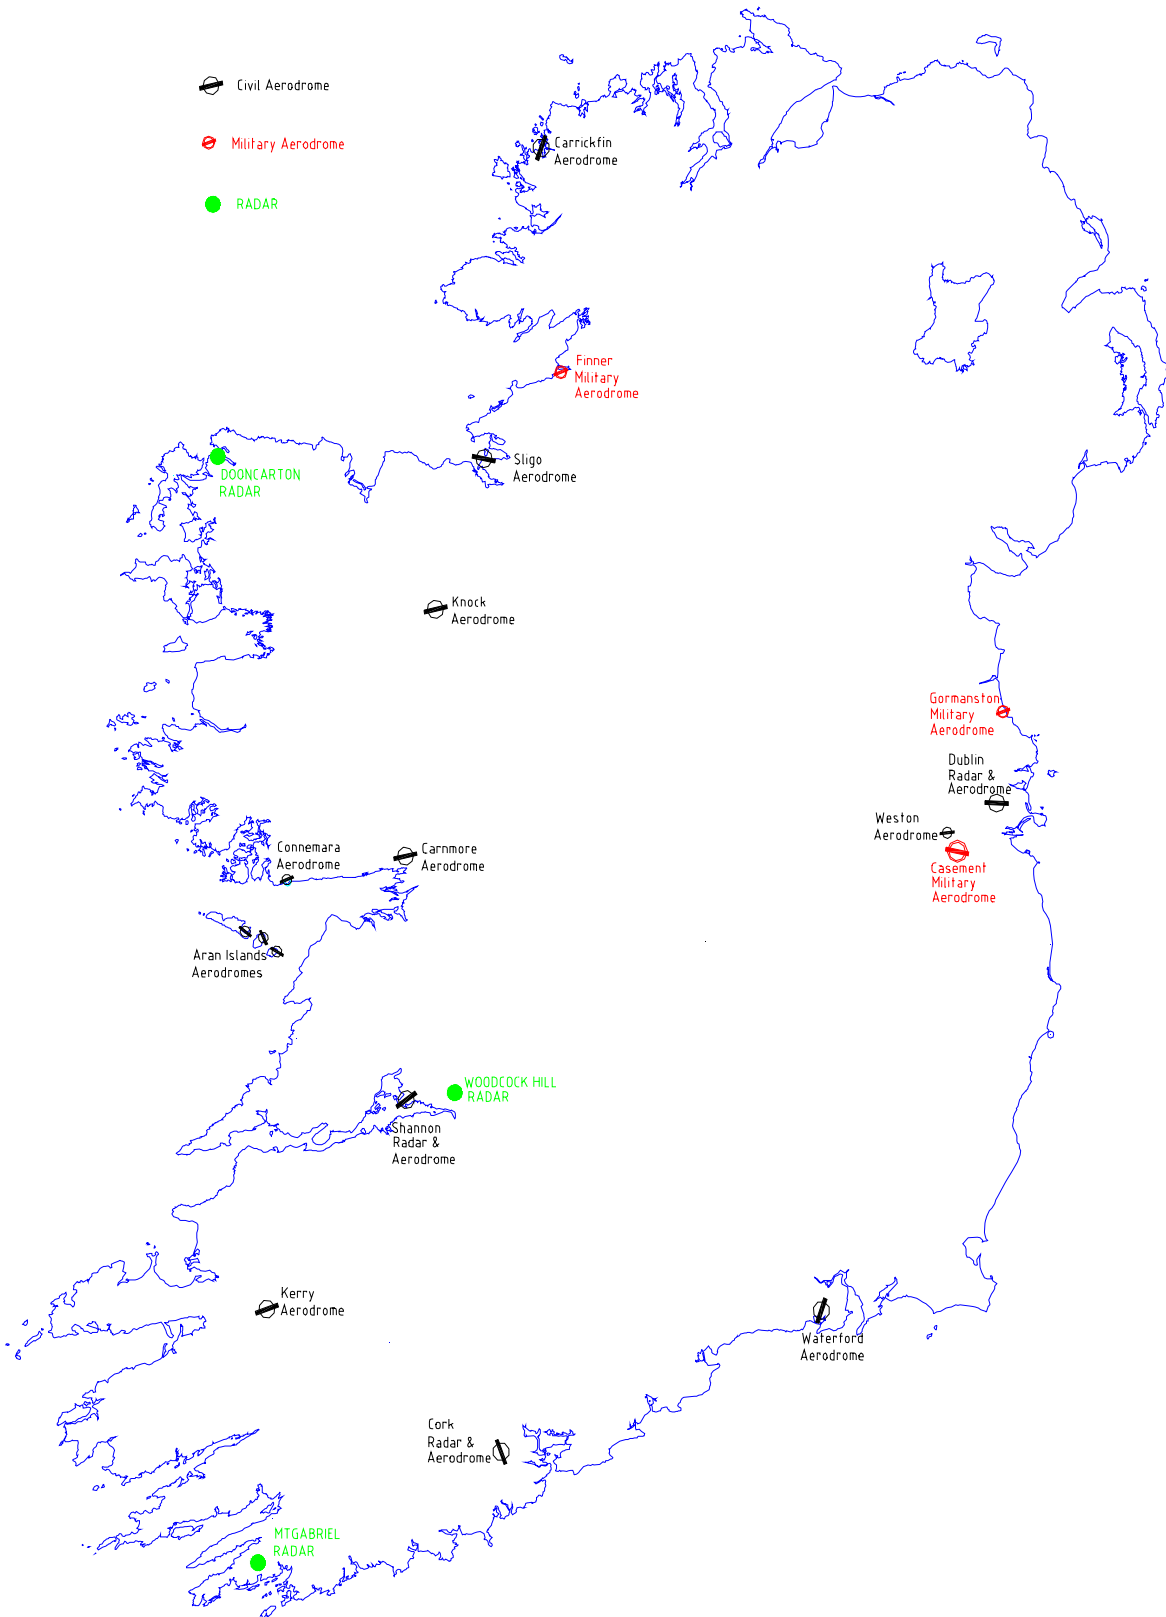 Civil Aerodrome
Military Aerodrome
RADAR
Carrickfin
Aerodrome
Finner
Military
Aerodrome
Sligo
Aerodrome
DOONCARTON
RADAR
Knock
Aerodrome
Gormanston
Military
Aerodrome
Dublin
Radar &
Aerodrome
Weston
Aerodrome
Casement
Military
Aerodrome
Connemara
Aerodrome
Carnmore
Aerodrome
Aran Islands
Aerodromes
WOODCOCK HILL
RADAR
Shannon
Radar &
Aerodrome
Kerry
Aerodrome
Waterford
Aerodrome
Cork
Radar &
Aerodrome
MTGABRIEL
RADAR